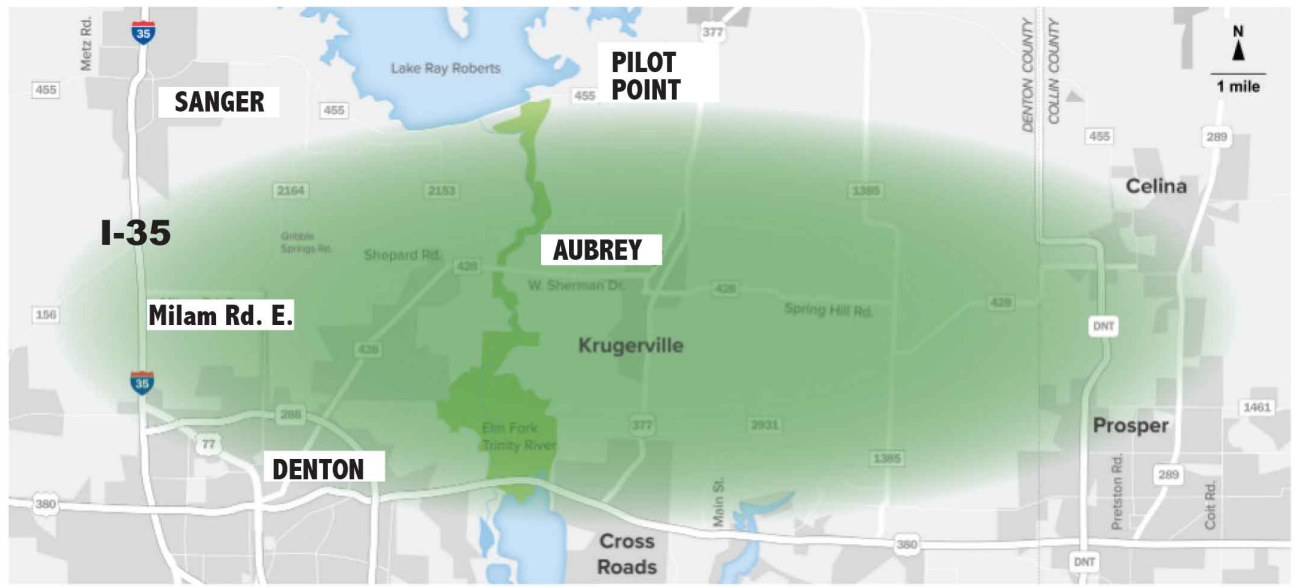 Metz Rd.
35
377
DENTON COUNTY
COLLIN COUNTY
N
1 mile
Lake Ray Roberts
PILOT
POINT
455
SANGER
455
455
455
289
2164
2153
1385
Celina
I-35
Gribble
Springs Rd.
Shepard Rd.
428
AUBREY
W. Sherman Dr.
428
428
Spring Hill Rd.
156
Milam Rd. E.
DNT
428
Krugerville
35
288
77
Elm Fork
Trinity River
377
2931
1461
Prosper
DENTON
1385
Pretston Rd.
289
Coit Rd.
380
Main St.
Cross
Roads
380
DNT